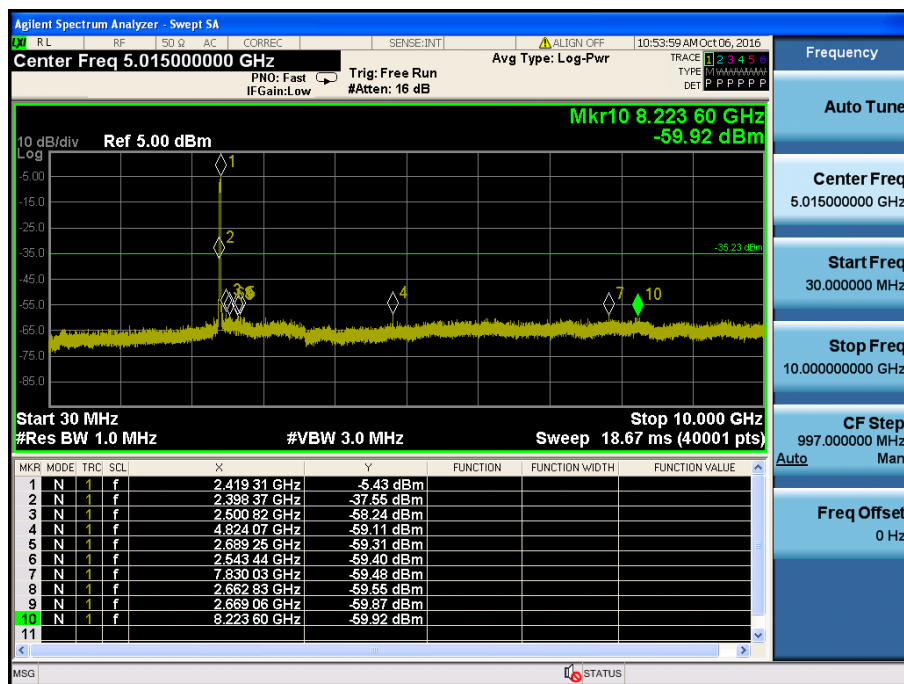 Agilent Spectrum Analyzer - Swept SA
LXI RL RF 50 Ω AC CORREC SENSE:INT ALIGN OFF 10:53:59 AM Oct 06, 2016
Center Freq 5.015000000 GHz
PNO: Fast
IFGain:Low
Trig: Free Run
#Atten: 16 dB
Avg Type: Log-Pwr
TRACE 1 2 3 4 5 6
TYPE MWWWWW
DET P P P P P P
Mkr10 8.223 60 GHz
-59.92 dBm
10 dB/div Ref 5.00 dBm
Log
1
-5.00
-15.0
-25.0
2
-35.0
-35.23 dBm
-45.0
4
7
10
-55.0
-65.0
-75.0
-85.0
Start 30 MHz Stop 10.000 GHz
#Res BW 1.0 MHz #VBW 3.0 MHz Sweep 18.67 ms (40001 pts)
MKR MODE TRC SCL X Y FUNCTION FUNCTION WIDTH FUNCTION VALUE
1 N 1 f 2.419 31 GHz -5.43 dBm
2 N 1 f 2.398 37 GHz -37.55 dBm
3 N 1 f 2.500 82 GHz -58.24 dBm
4 N 1 f 4.824 07 GHz -59.11 dBm
5 N 1 f 2.689 25 GHz -59.31 dBm
6 N 1 f 2.543 44 GHz -59.40 dBm
7 N 1 f 7.830 03 GHz -59.48 dBm
8 N 1 f 2.662 83 GHz -59.55 dBm
9 N 1 f 2.669 06 GHz -59.87 dBm
10 N 1 f 8.223 60 GHz -59.92 dBm
11
MSG STATUS
Frequency
Auto Tune
Center Freq
5.015000000 GHz
Start Freq
30.000000 MHz
Stop Freq
10.000000000 GHz
CF Step
997.000000 MHz
Auto Man
Freq Offset
0 Hz